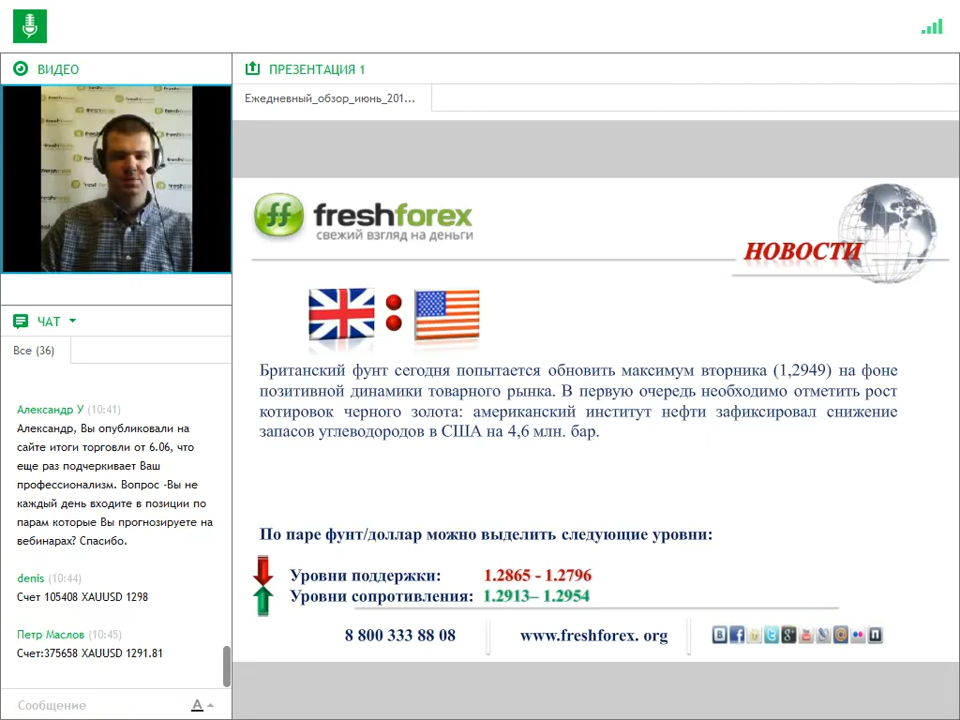 ВИДЕО
ПРЕЗЕНТАЦИЯ 1
Ежедневный_обзор_июнь_201...
freshforex
свежий взгляд на деньги
НОВОСТИ
Британский фунт сегодня попытается обновить максимум вторника (1,2949) на фоне
позитивной динамики товарного рынка. В первую очередь необходимо отметить рост
котировок черного золота: американский институт нефти зафиксировал снижение
запасов углеводородов в США на 4,6 млн. бар.
По паре фунт/доллар можно выделить следующие уровни:
Уровни поддержки: 1.2865 - 1.2796
Уровни сопротивления: 1.2913– 1.2954
8 800 333 88 08
www.freshforex. org
ЧАТ
Все (36)
Александр У (10:41)
Александр, Вы опубликовали на
сайте итоги торговли от 6.06, что
еще раз подчеркивает Ваш
профессионализм. Вопрос -Вы не
каждый день входите в позиции по
парам которые Вы прогнозируете на
вебинарах? Спасибо.
denis (10:44)
Счет 105408 XAUUSD 1298
Петр Маслов (10:45)
Счет:375658 XAUUSD 1291.81
Сообщение
A